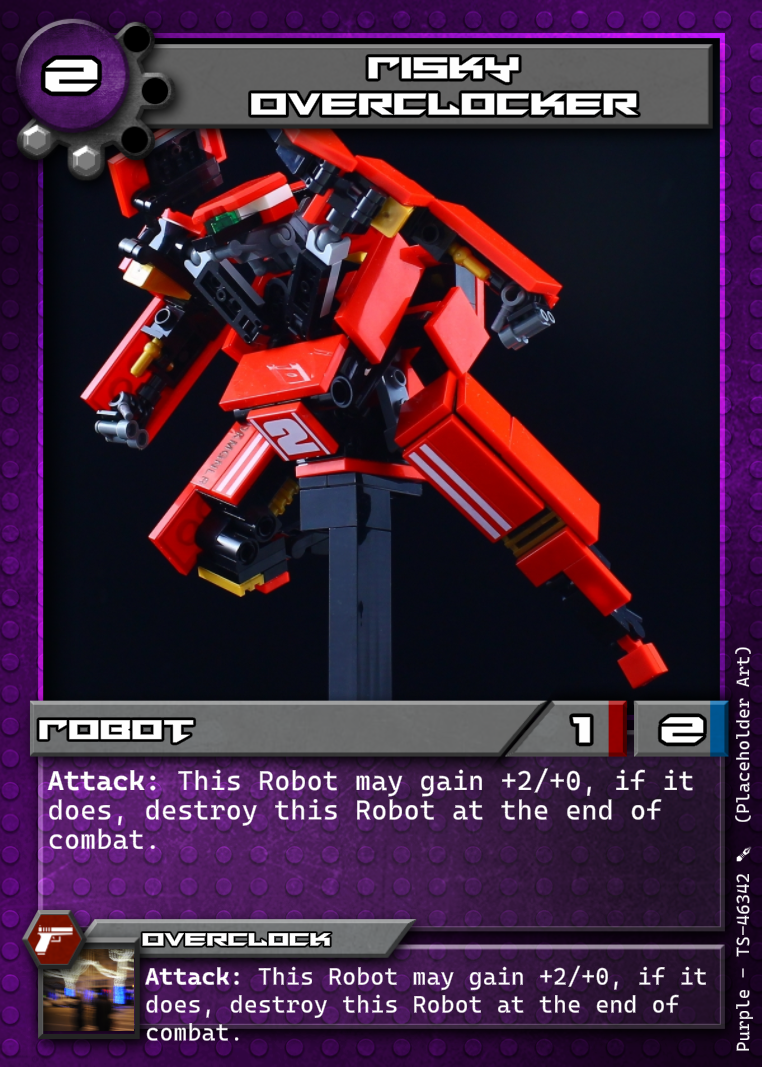 2
RISKY
OVERCLOCKER
2
ROBOT
1
2
Attack: This Robot may gain +2/+0, if it
does, destroy this Robot at the end of
combat.
OVERCLOCK
Attack: This Robot may gain +2/+0, if it
does, destroy this Robot at the end of
combat.
Purple - TS-46342 ✒ (Placeholder Art)